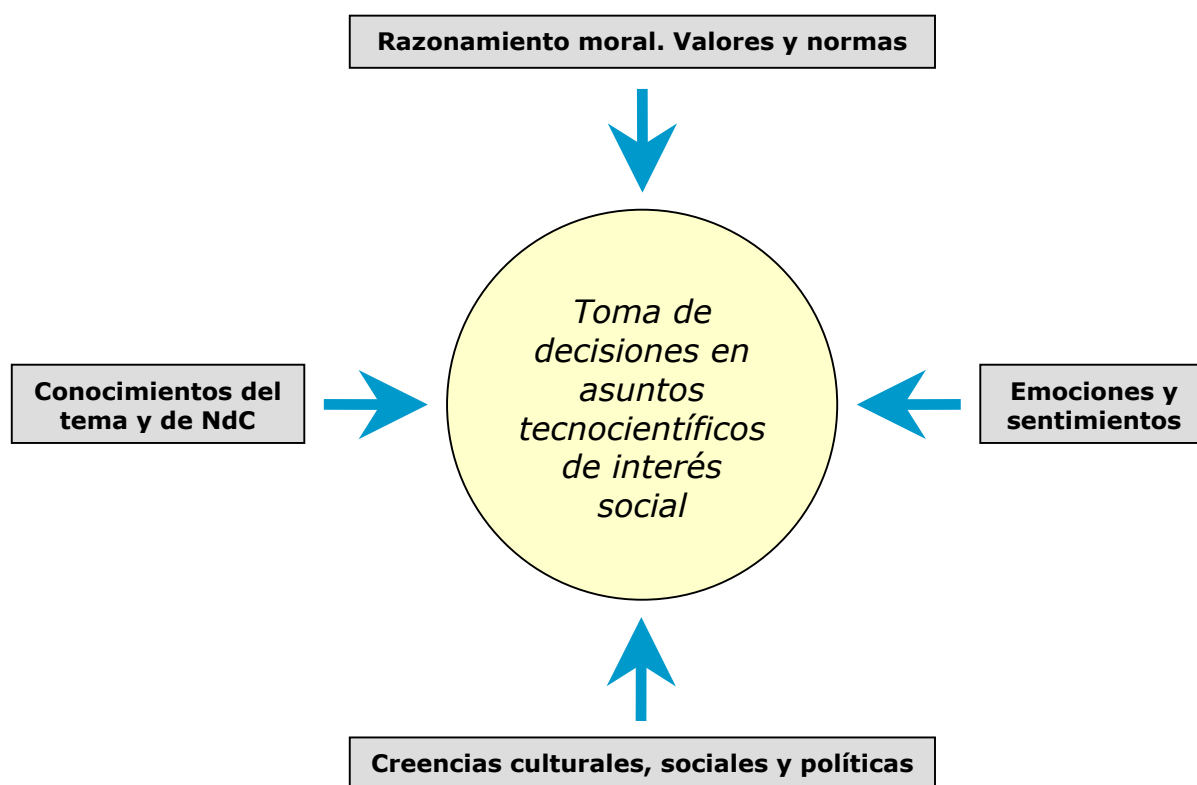 Razonamiento moral. Valores y normas
Toma de
decisiones en
asuntos
tecnocientíficos
de interés
social
Conocimientos del
tema y de NdC
Emociones y
sentimientos
Creencias culturales, sociales y políticas